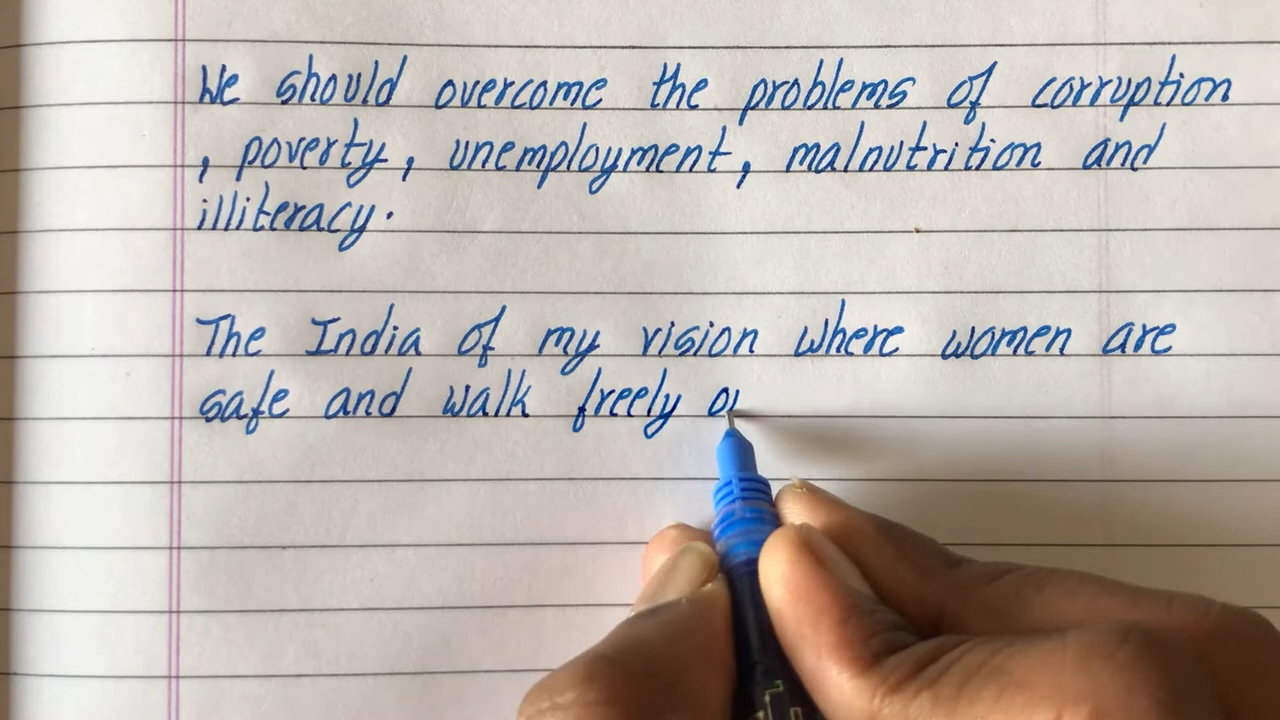 We should overcome the problems of corruption
, poverty, unemployment, malnutrition and
illiteracy.
The India of my vision where women are
safe and walk freely